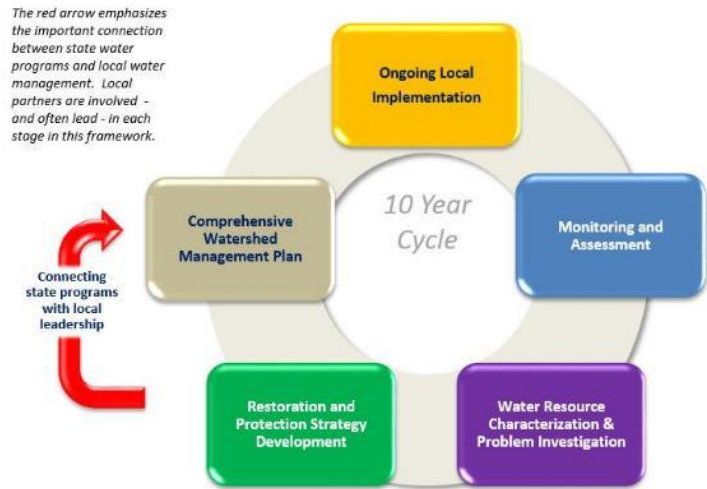 The red arrow emphasizes
the important connection
between state water
programs and local water
management.  Local
partners are involved  -
and often lead - in each
stage in this framework.
Ongoing Local
Implementation
10 Year
Cycle
Comprehensive
Watershed
Management Plan
Monitoring and
Assessment
Connecting
state programs
with local
leadership
Restoration and
Protection Strategy
Development
Water Resource
Characterization &
Problem Investigation